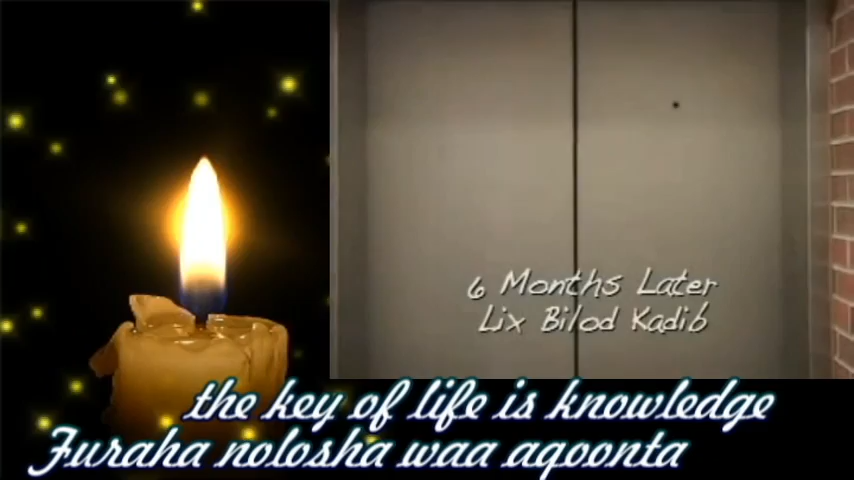 6 Months Later
Lix Bilod Kadib
the key of life is knowledge
Furaha nolosha waa aqoonta